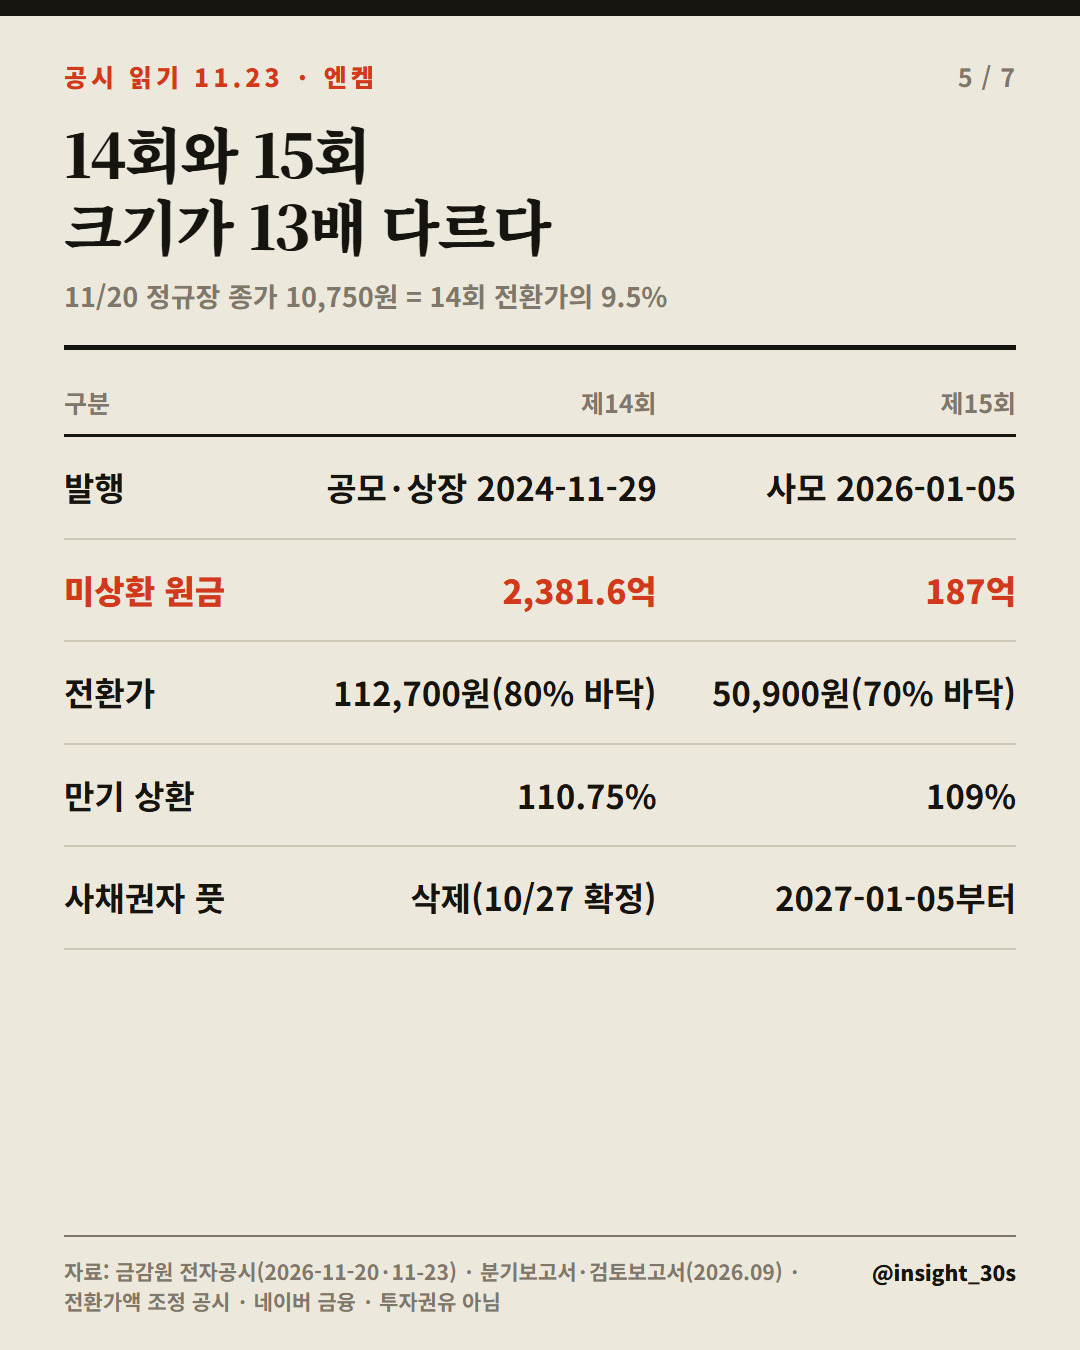 공시 읽기 11.23 · 엔켐
5 / 7
14회와 15회
크기가 13배 다르다
11/20 정규장 종가 10,750원 = 14회 전환가의 9.5%
구분 제14회 제15회
발행 공모·상장 2024-11-29 사모 2026-01-05
미상환 원금 2,381.6억 187억
전환가 112,700원(80% 바닥) 50,900원(70% 바닥)
만기 상환 110.75% 109%
사채권자 풋 삭제(10/27 확정) 2027-01-05부터
자료: 금감원 전자공시(2026-11-20·11-23) · 분기보고서·검토보고서(2026.09) ·
전환가액 조정 공시 · 네이버 금융 · 투자권유 아님
@insight_30s